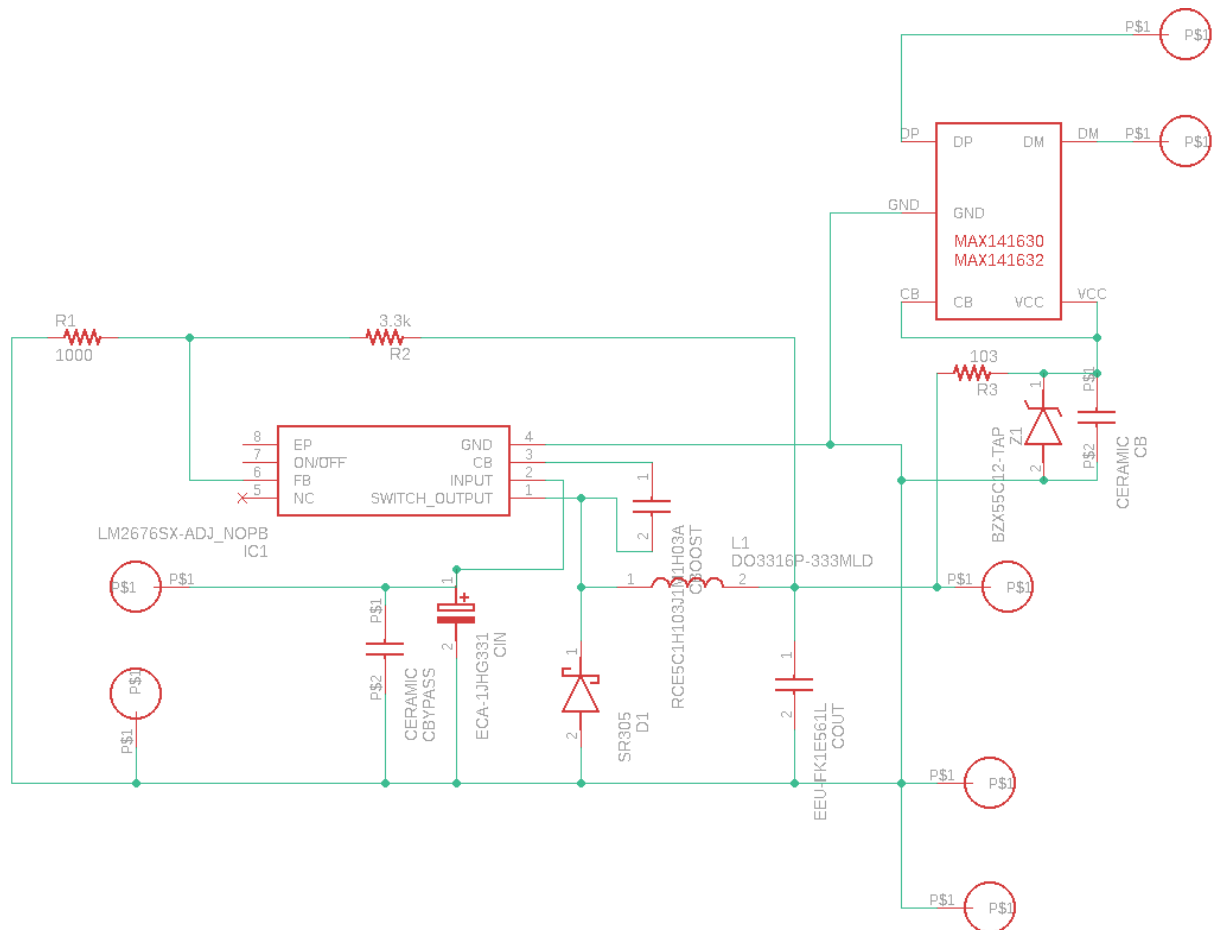 P$1
P$1
P$1
P$1
DP
DP
DM
DM
GND
GND
MAX141630
MAX141632
CB
CB
VCC
VCC
R1
1000
3.3k
R2
103
R3
P$1
1
Z1
2
BZX55C12-TAP
P$2
CERAMIC
CB
8
EP
GND
4
7
ON/OFF
CB
3
6
FB
INPUT
2
5
NC
SWITCH_OUTPUT
1
LM2676SX-ADJ_NOPB
IC1
1
2
RCE5C1H103J1M1H03A
CBOOST
L1
DO3316P-333MLD
1
2
P$1
P$1
P$1
P$1
P$1
P$1
P$1
P$2
CERAMIC
CBYPASS
1
2
ECA-1JHG331
CIN
1
2
SR305
D1
1
2
EEU-FK1E561L
COUT
P$1
P$1
P$1
P$1